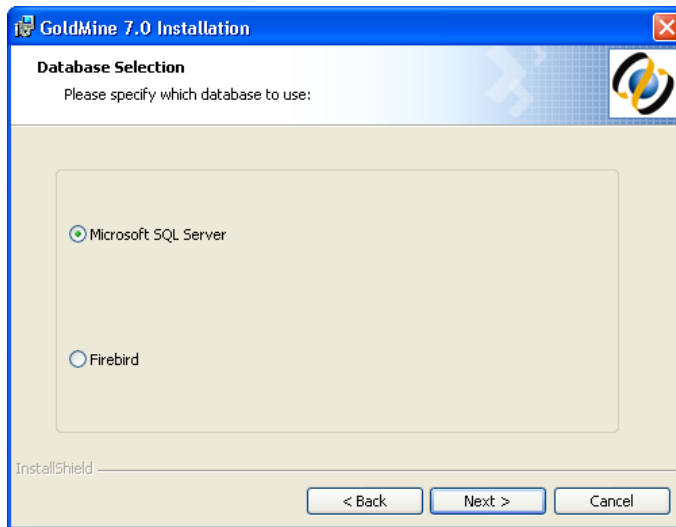 GoldMine 7.0 Installation
Database Selection
Please specify which database to use:
Microsoft SQL Server
Firebird
InstallShield
< Back
Next >
Cancel